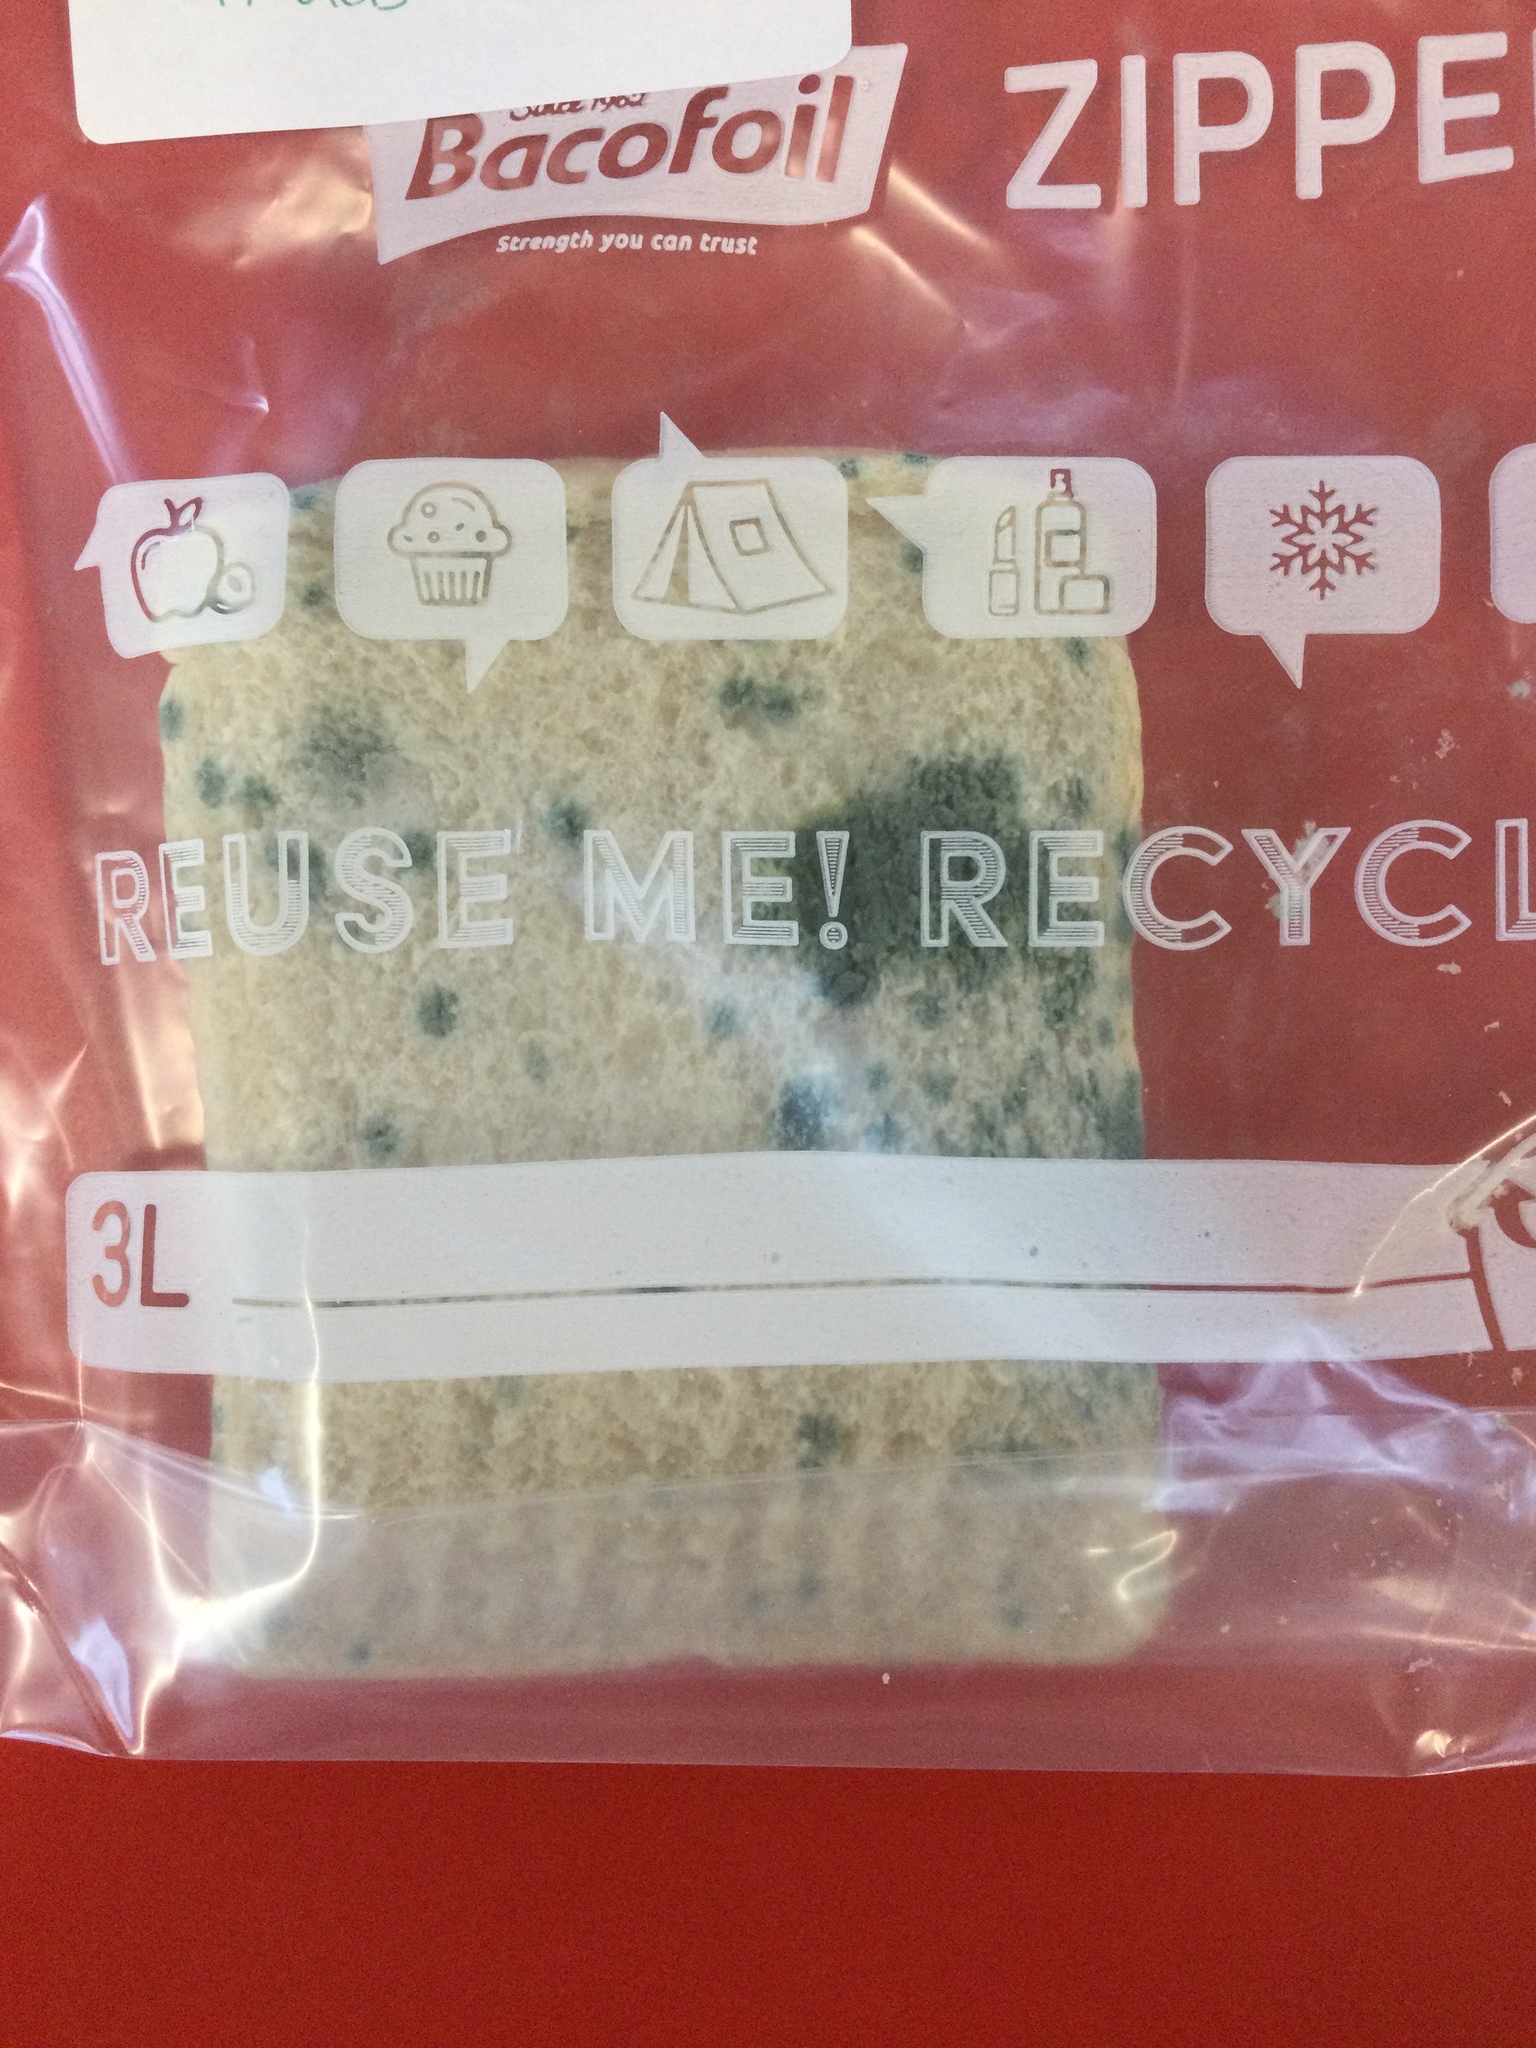 Since 1962
Bacofoil
ZIPPE
Strength you can trust
REUSE ME! RECYCL
3L